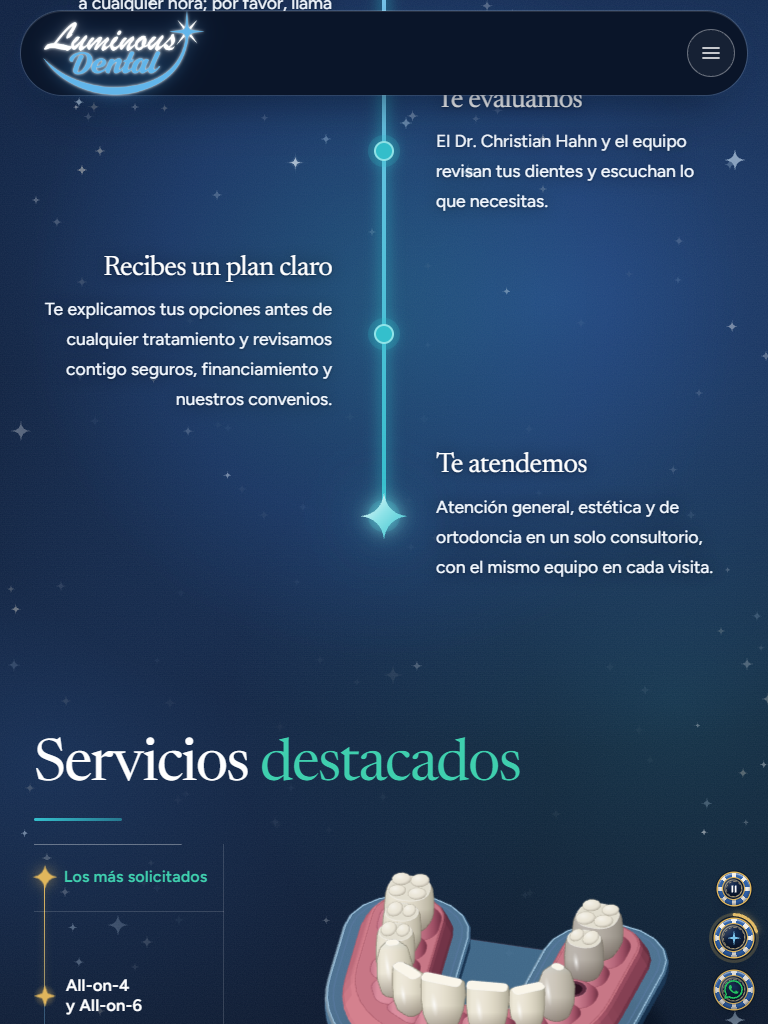 a cualquier hora; por favor, llama
Luminous
Dental
Te evaluamos
El Dr. Christian Hahn y el equipo
revisan tus dientes y escuchan lo
que necesitas.
Recibes un plan claro
Te explicamos tus opciones antes de
cualquier tratamiento y revisamos
contigo seguros, financiamiento y
nuestros convenios.
Te atendemos
Atención general, estética y de
ortodoncia en un solo consultorio,
con el mismo equipo en cada visita.
Servicios destacados
Los más solicitados
All-on-4
y All-on-6